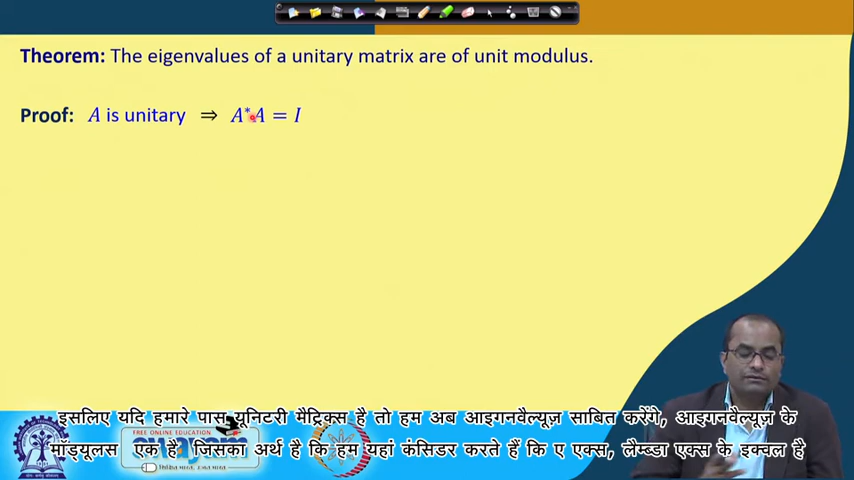 Theorem: The eigenvalues of a unitary matrix are of unit modulus.
Proof: A is unitary ⇒ A*A = I
इसलिए यदि हमारे पास यूनिटरी मैट्रिक्स है तो हम अब आइगनवैल्यूज़ साबित करेंगे, आइगनवैल्यूज़ के
मॉड्यूलस एक है जिसका अर्थ है कि हम यहां कंसिडर करते हैं कि ए एक्स, लैम्ब्डा एक्स के इक्वल है
FREE ONLINE EDUCATION
swayam